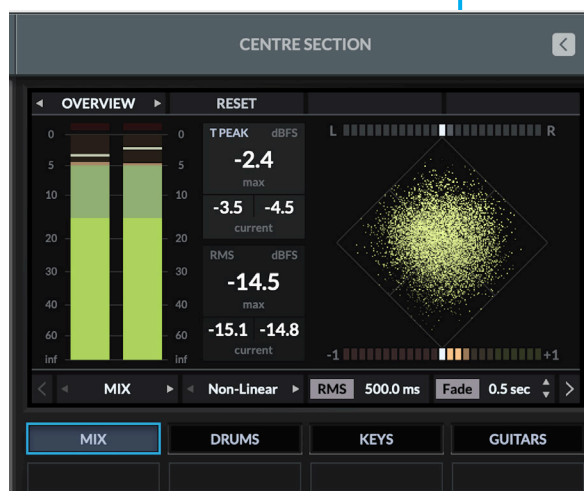 CENTRE SECTION
OVERVIEW RESET
0 0 T PEAK dBFS L R
-2.4
5 5
max
10 10
-3.5 -4.5
current
20 20
RMS dBFS
30 30
-14.5
40 40
max
60 60
-15.1 -14.8
inf inf current -1 +1
MIX Non-Linear RMS 500.0 ms Fade 0.5 sec
MIX DRUMS KEYS GUITARS